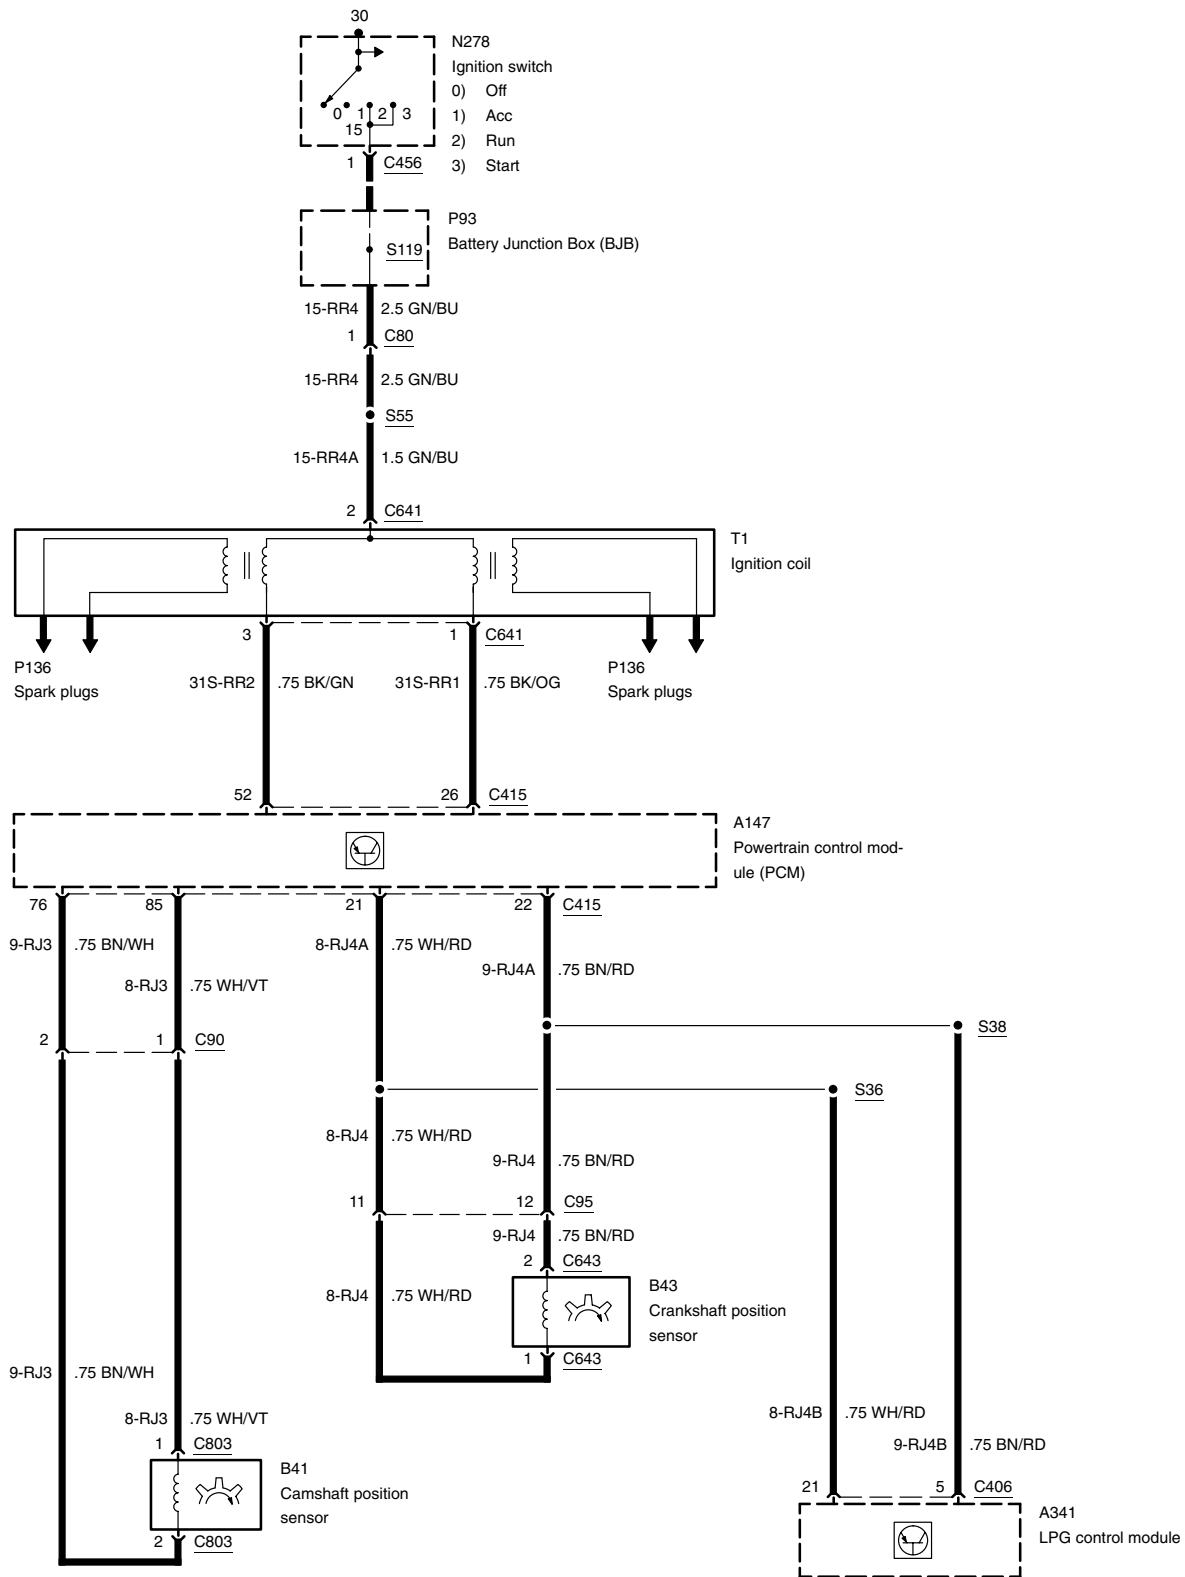 30
N278
Ignition switch
0) Off
1) Acc
2) Run
3) Start
0 1 2 3
15
1 C456
P93
Battery Junction Box (BJB)
S119
15-RR4 2.5 GN/BU
1 C80
15-RR4 2.5 GN/BU
S55
15-RR4A 1.5 GN/BU
2 C641
T1
Ignition coil
3 1 C641
P136
Spark plugs
P136
Spark plugs
31S-RR2 .75 BK/GN 31S-RR1 .75 BK/OG
52 26 C415
A147
Powertrain control mod-
ule (PCM)
76 85 21 22 C415
9-RJ3 .75 BN/WH 8-RJ4A .75 WH/RD
9-RJ4A .75 BN/RD
8-RJ3 .75 WH/VT
S38
2 1 C90
S36
8-RJ4 .75 WH/RD
9-RJ4 .75 BN/RD
11 12 C95
9-RJ4 .75 BN/RD
2 C643
B43
Crankshaft position
sensor
8-RJ4 .75 WH/RD
1 C643
9-RJ3 .75 BN/WH
8-RJ4B .75 WH/RD
8-RJ3 .75 WH/VT
1 C803
9-RJ4B .75 BN/RD
B41
Camshaft position
sensor
21 5 C406
A341
LPG control module
2 C803